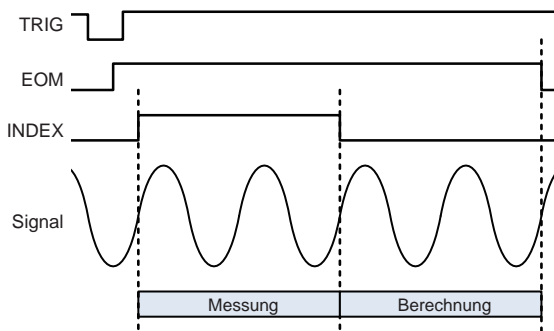 TRIG
EOM
INDEX
Signal
Messung
Berechnung